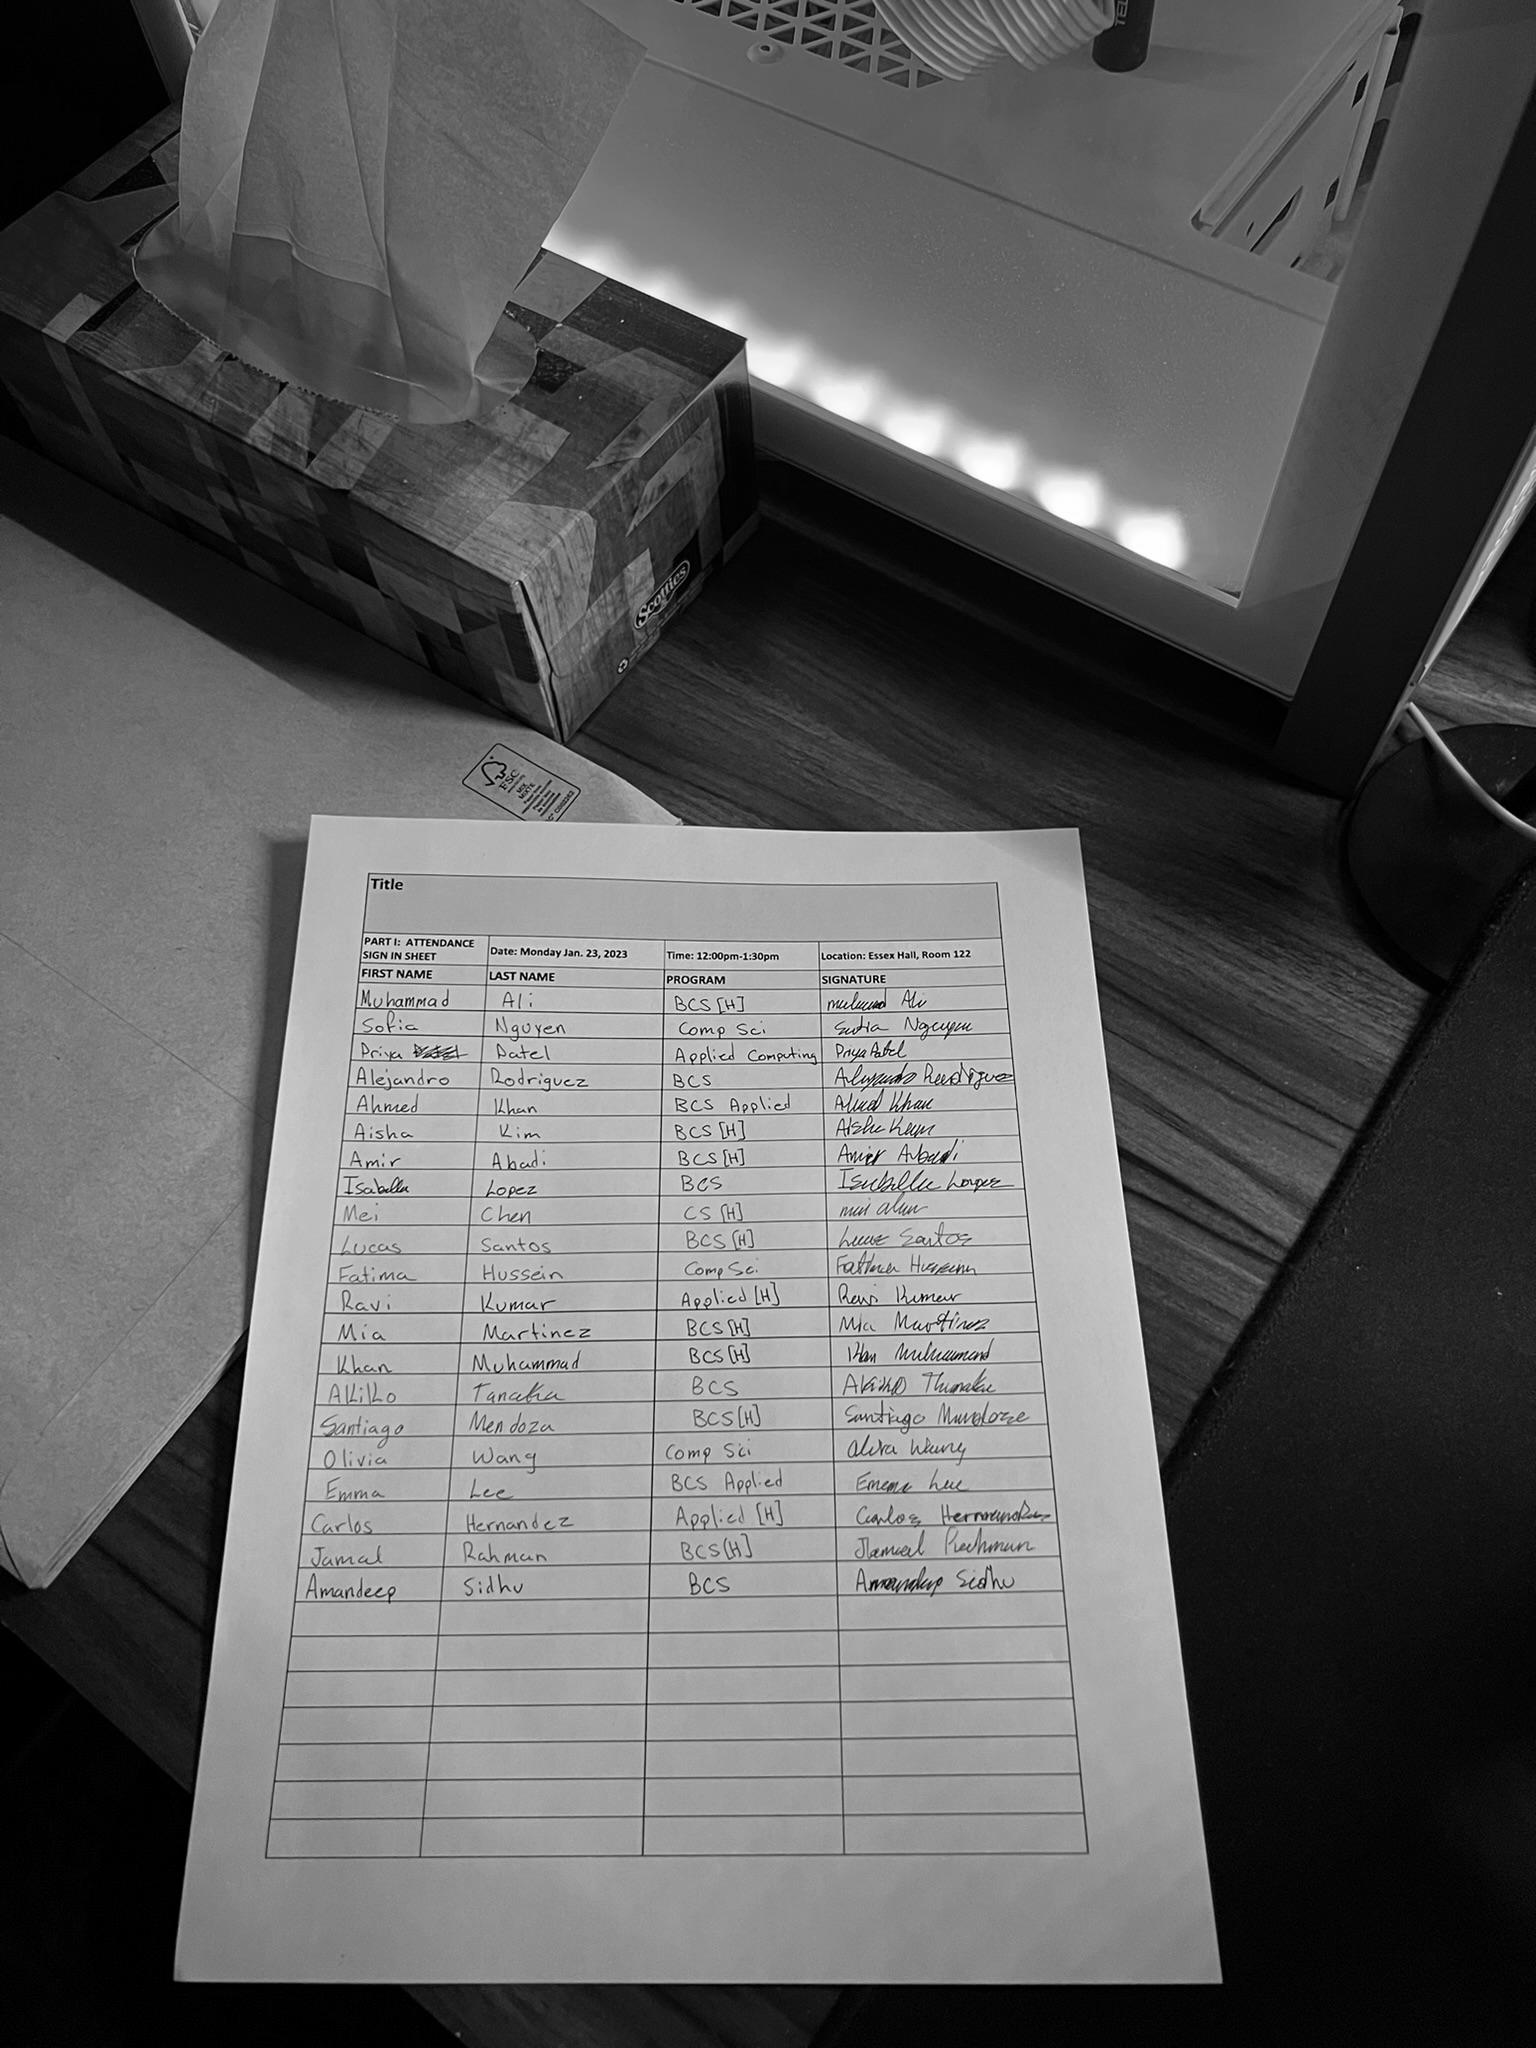 TEL
Scotties
FSC
MIX
MIXTE
Title
PART I: ATTENDANCE SIGN IN SHEET Date: Monday Jan. 23, 2023 Time: 12:00pm-1:30pm Location: Essex Hall, Room 122
FIRST NAME LAST NAME PROGRAM SIGNATURE
Muhammad Ali BCS [H] Ali
Sofia Nguyen Comp Sci Sofia Nguyen
Priya Patel Applied Computing Priya Patel
Alejandro Rodriguez BCS Alejandro Rodriguez
Ahmed Khan BCS Applied Ahmed Khan
Aisha Kim BCS [H] Aisha
Amir Abadi BCS [H] Amir Abadi
Isabella Lopez BCS Isabella Lopez
Mei Chen CS [H] mei
Lucas Santos BCS [H] Lucas Santos
Fatima Hussein Comp Sci Fatima Hussein
Ravi Kumar Applied [H] Ravi Kumar
Mia Martinez BCS [H] Mia Martinez
Khan Muhammad BCS [H] Khan Muhammad
Akiko Tanaka BCS Akiko Tanaka
Santiago Mendoza BCS [H] Santiago Mendoza
Olivia Wang Comp Sci Wang
Emma Lee BCS Applied Emma Lee
Carlos Hernandez Applied [H] Carlos Hernandez
Jamal Rahman BCS [H] Jamal Rahman
Amandeep Sidhu BCS Amandeep Sidhu